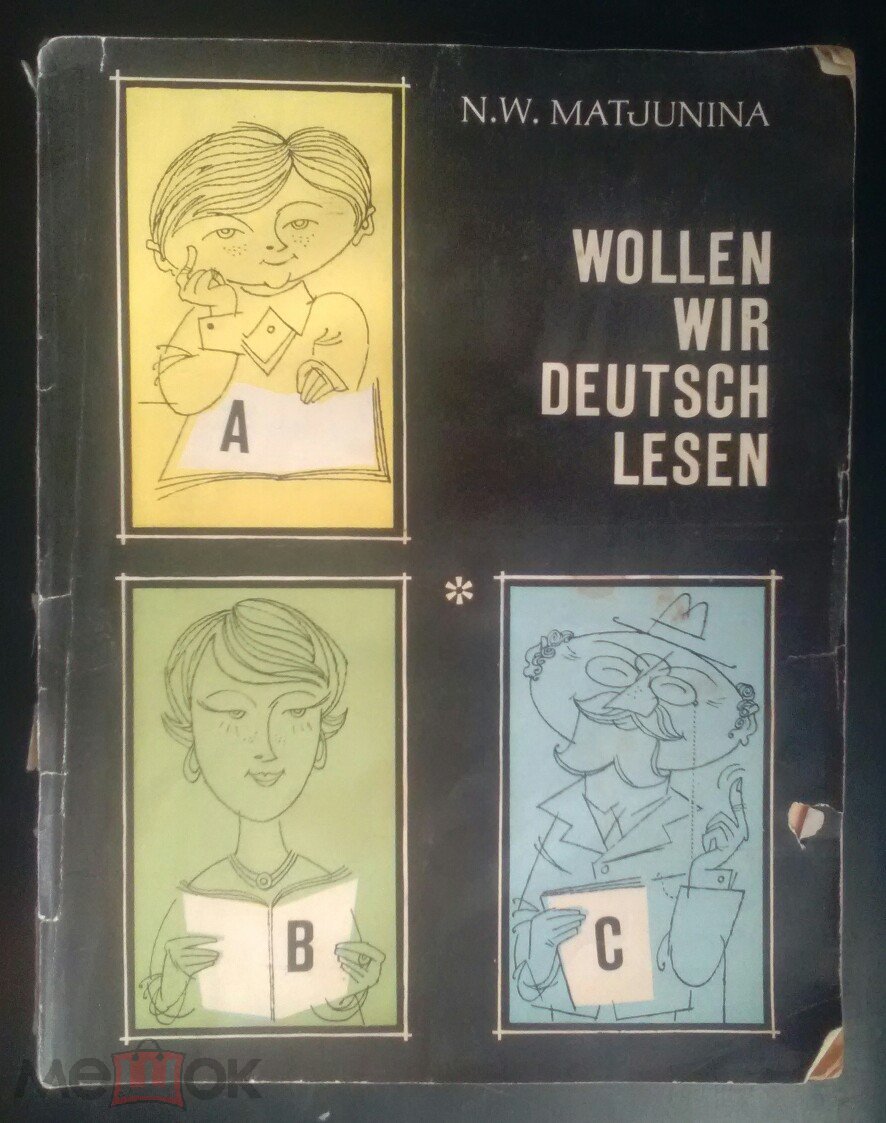 N.W. MATJUNINA
WOLLEN
WIR
DEUTSCH
LESEN
A
*
B
C
мешок